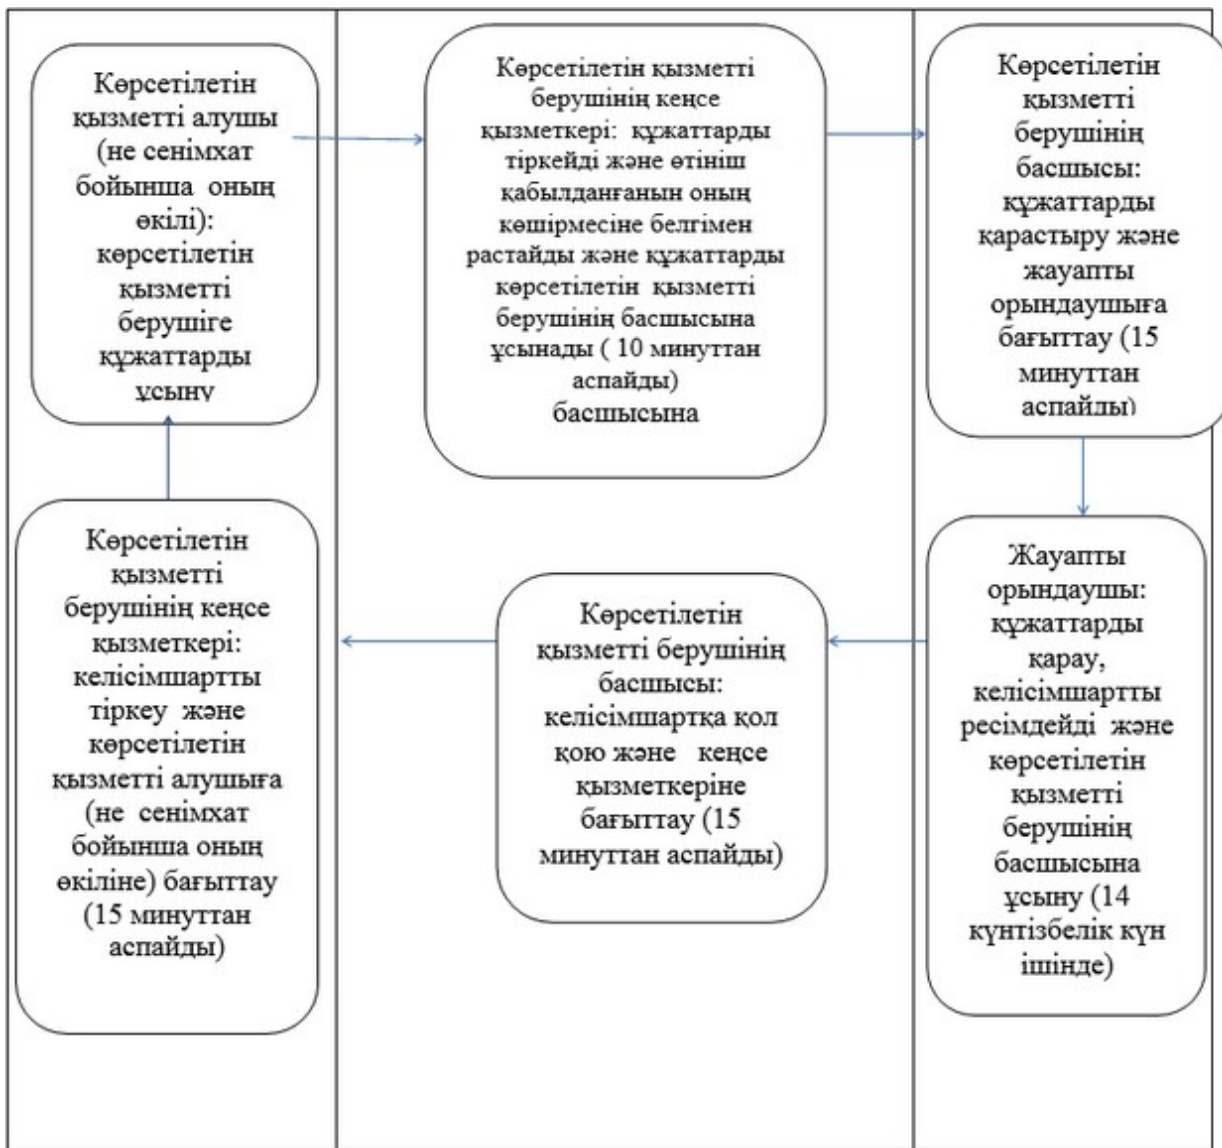 Көрсетілетін
қызметті алушы
(не сенімхат
бойынша оның
өкілі):
көрсетілетін
қызметті
берушіге
құжаттарды
ұсыну
Көрсетілетін қызметті
берушінің кеңсе
қызметкері: құжаттарды
тіркейді және өтініш
қабылданғанын оның
көшірмесіне белгімен
растайды және құжаттарды
көрсетілетін қызметті
берушінің басшысына
ұсынады ( 10 минуттан
аспайды)
басшысына
Көрсетілетін
қызметті
берушінің
басшысы:
құжаттарды
қарастыру және
жауапты
орындаушыға
бағыттау (15
минуттан
аспайды)
Жауапты
орындаушы:
құжаттарды
қарау,
келісімшартты
ресімдейді және
көрсетілетін
қызметті
берушінің
басшысына
ұсыну (14
күнтізбелік күн
ішінде)
Көрсетілетін
қызметті берушінің
басшысы:
келісімшартқа қол
қою және кеңсе
қызметкеріне
бағыттау (15
минуттан аспайды)
Көрсетілетін
қызметті
берушінің кеңсе
қызметкері:
келісімшартты
тіркеу және
көрсетілетін
қызметті алушыға
(не сенімхат
бойынша оның
өкіліне) бағыттау
(15 минуттан
аспайды)